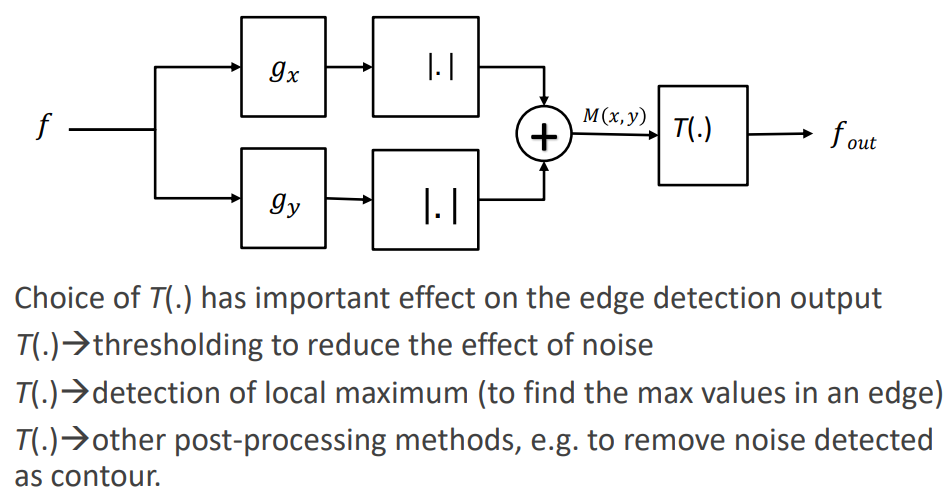 g_x
|.|
f
M(x,y)
T(.)
f_out
+
g_y
|.|
Choice of T(.) has important effect on the edge detection output
T(.)→thresholding to reduce the effect of noise
T(.)→detection of local maximum (to find the max values in an edge)
T(.)→other post-processing methods, e.g. to remove noise detected
as contour.